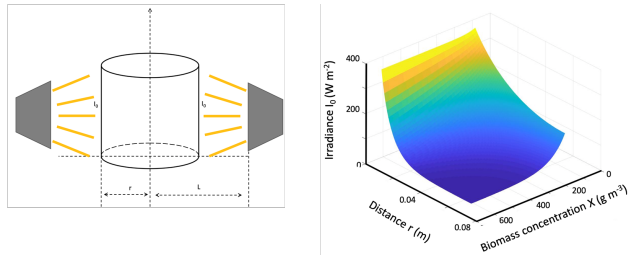 I₀
I₀
r
L
Irradiance I₀ (W m⁻²)
400
200
0
Distance r (m)
0.04
0.08
Biomass concentration X (g m⁻³)
600
400
200
0